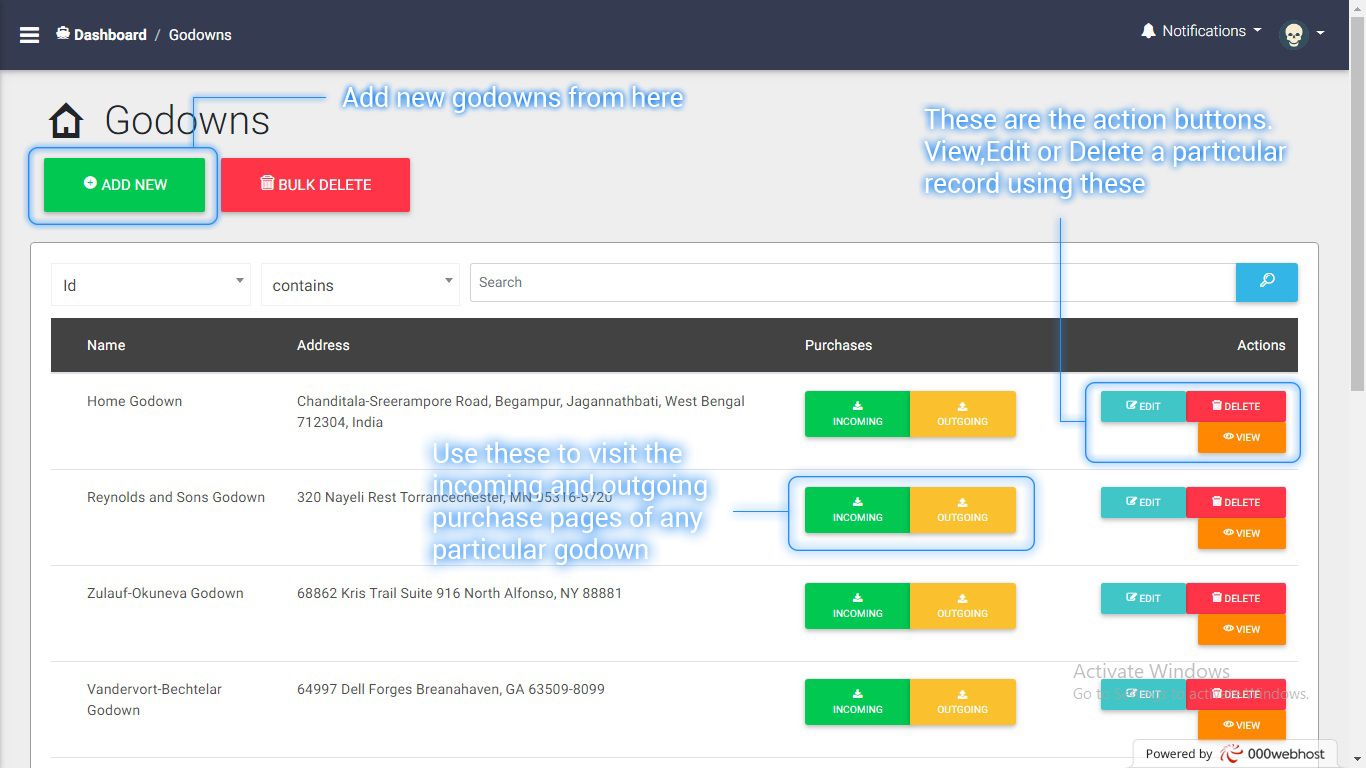 Dashboard / Godowns
Notifications
Add new godowns from here
Godowns
These are the action buttons.
View,Edit or Delete a particular
record using these
ADD NEW
BULK DELETE
Id
contains
Search
Name Address Purchases Actions
Home Godown
Chanditala-Sreerampore Road, Begampur, Jagannathbati, West Bengal
712304, India
INCOMING
OUTGOING
EDIT
DELETE
VIEW
Use these to visit the
incoming and outgoing
purchase pages of any
particular godown
Reynolds and Sons Godown
320 Nayeli Rest Torrancechester, MN 05316-5720
INCOMING
OUTGOING
EDIT
DELETE
VIEW
Zulauf-Okuneva Godown
68862 Kris Trail Suite 916 North Alfonso, NY 88881
INCOMING
OUTGOING
EDIT
DELETE
VIEW
Vandervort-Bechtelar
Godown
64997 Dell Forges Breanahaven, GA 63509-8099
INCOMING
OUTGOING
EDIT
DELETE
VIEW
Activate Windows
Go to Settings to activate Windows.
Powered by 000webhost